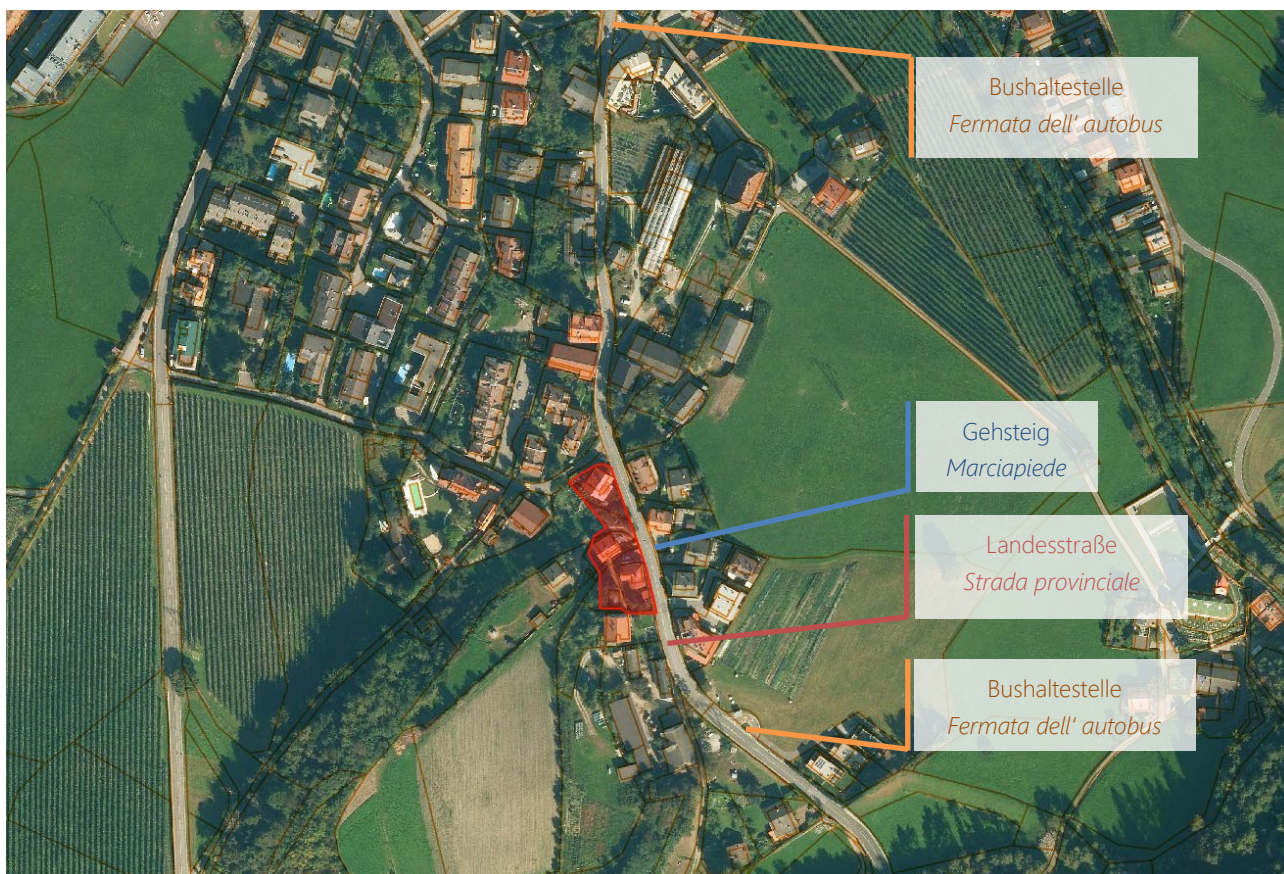 Bushaltestelle
Fermata dell' autobus
Gehsteig
Marciapiede
Landesstraße
Strada provinciale
Bushaltestelle
Fermata dell' autobus